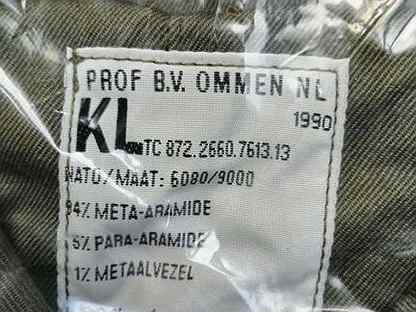 PROF B.V. OMMEN NL
1990
KL TC 872.2660.7613.13
NATO/MAAT: 6080/9000
94% META-ARAMIDE
5% PARA-ARAMIDE
1% METAALVEZEL